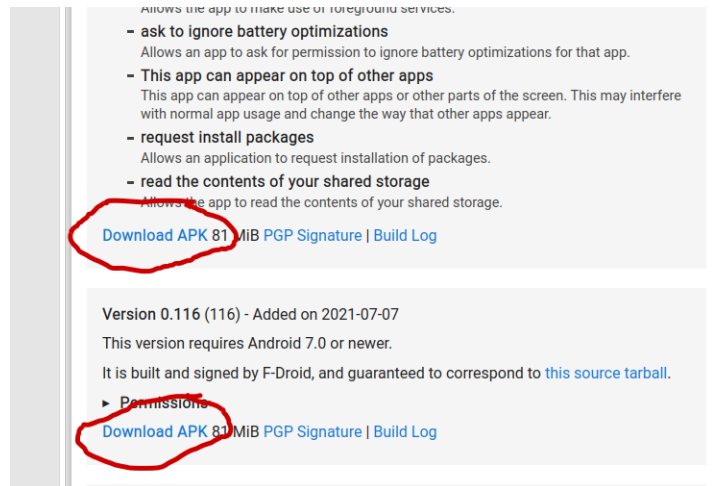 Allows the app to make use of foreground services.
- ask to ignore battery optimizations
Allows an app to ask for permission to ignore battery optimizations for that app.
- This app can appear on top of other apps
This app can appear on top of other apps or other parts of the screen. This may interfere
with normal app usage and change the way that other apps appear.
- request install packages
Allows an application to request installation of packages.
- read the contents of your shared storage
Allows the app to read the contents of your shared storage.
Download APK 81 MiB PGP Signature | Build Log
Version 0.116 (116) - Added on 2021-07-07
This version requires Android 7.0 or newer.
It is built and signed by F-Droid, and guaranteed to correspond to this source tarball.
▸ Permissions
Download APK 81 MiB PGP Signature | Build Log